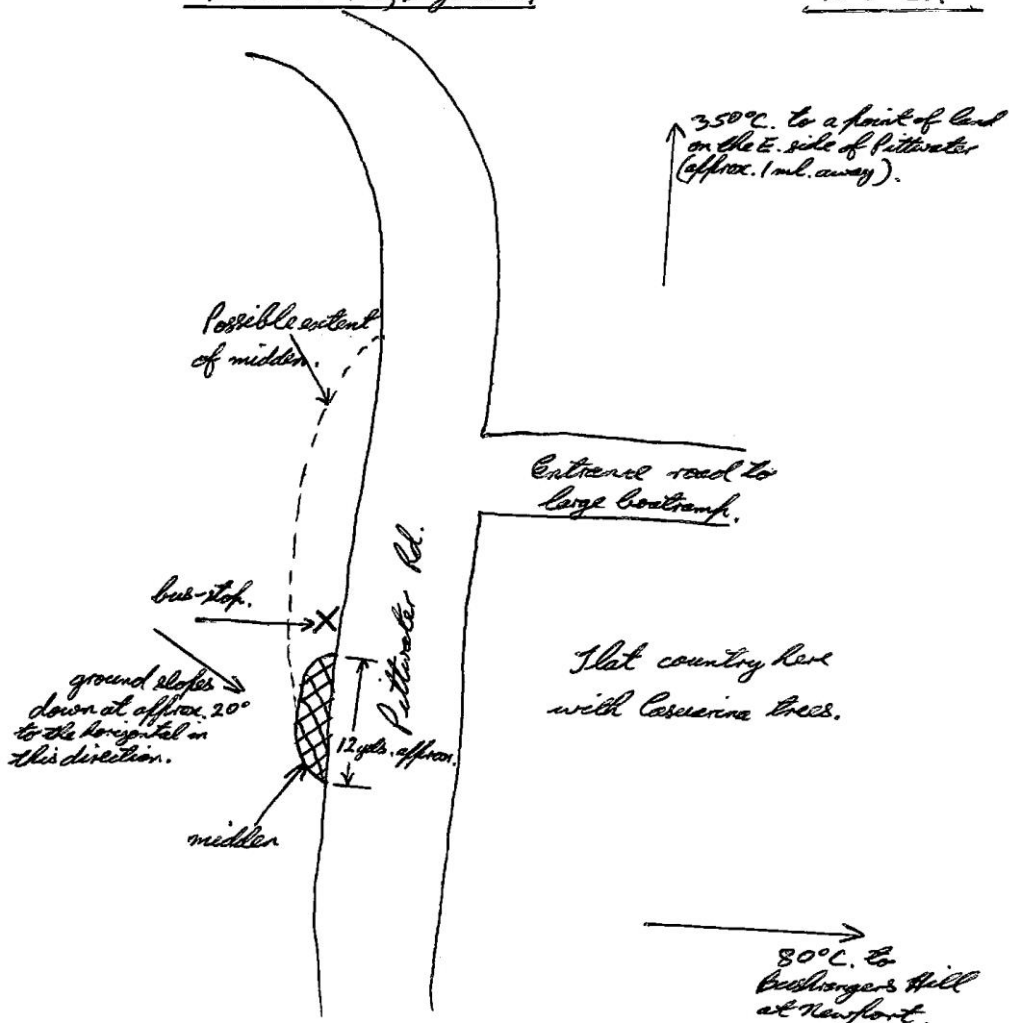 350°C. to a point of land
on the E. side of Pittwater
(approx. 1 ml. away).
Possible extent
of midden.
Entrance road to
large boatramp.
Pittwater Rd.
bus-stop.
X
ground slopes
down at approx. 20°
to the horizontal in
this direction.
Flat country here
with Casuarina trees.
12 yds. approx.
midden
80°C. to
Bushrangers Hill
at Newport.